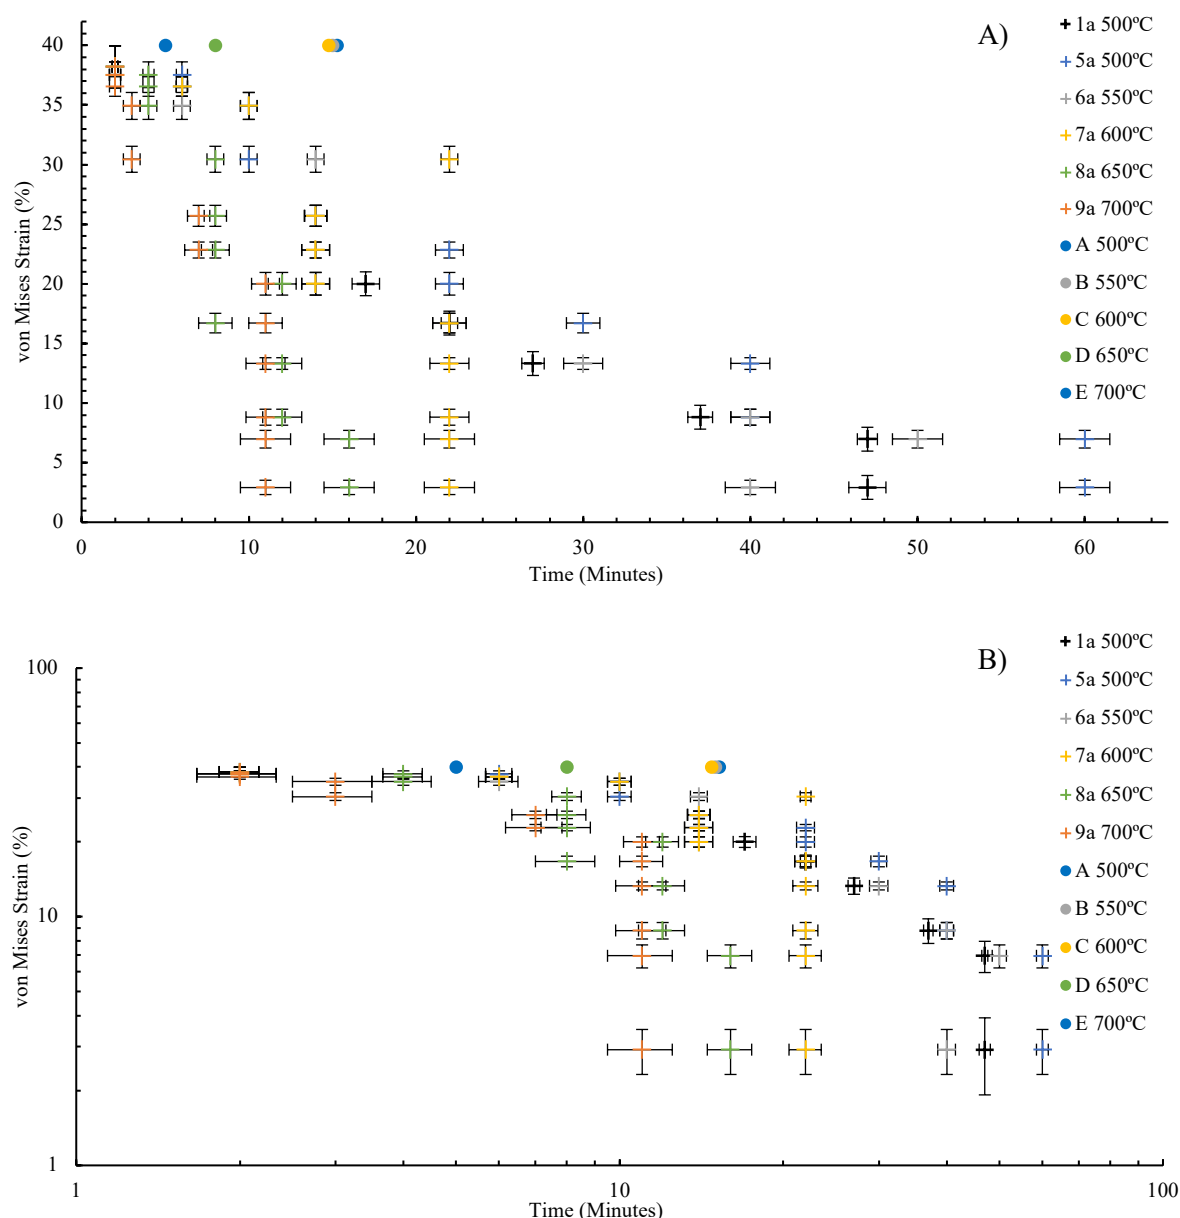 A)
40
35
30
25
20
15
10
5
0
von Mises Strain (%)
0 10 20 30 40 50 60
Time (Minutes)
1a 500ºC
5a 500ºC
6a 550ºC
7a 600ºC
8a 650ºC
9a 700ºC
A 500ºC
B 550ºC
C 600ºC
D 650ºC
E 700ºC
B)
100
10
1
von Mises Strain (%)
1 10 100
Time (Minutes)
1a 500ºC
5a 500ºC
6a 550ºC
7a 600ºC
8a 650ºC
9a 700ºC
A 500ºC
B 550ºC
C 600ºC
D 650ºC
E 700ºC